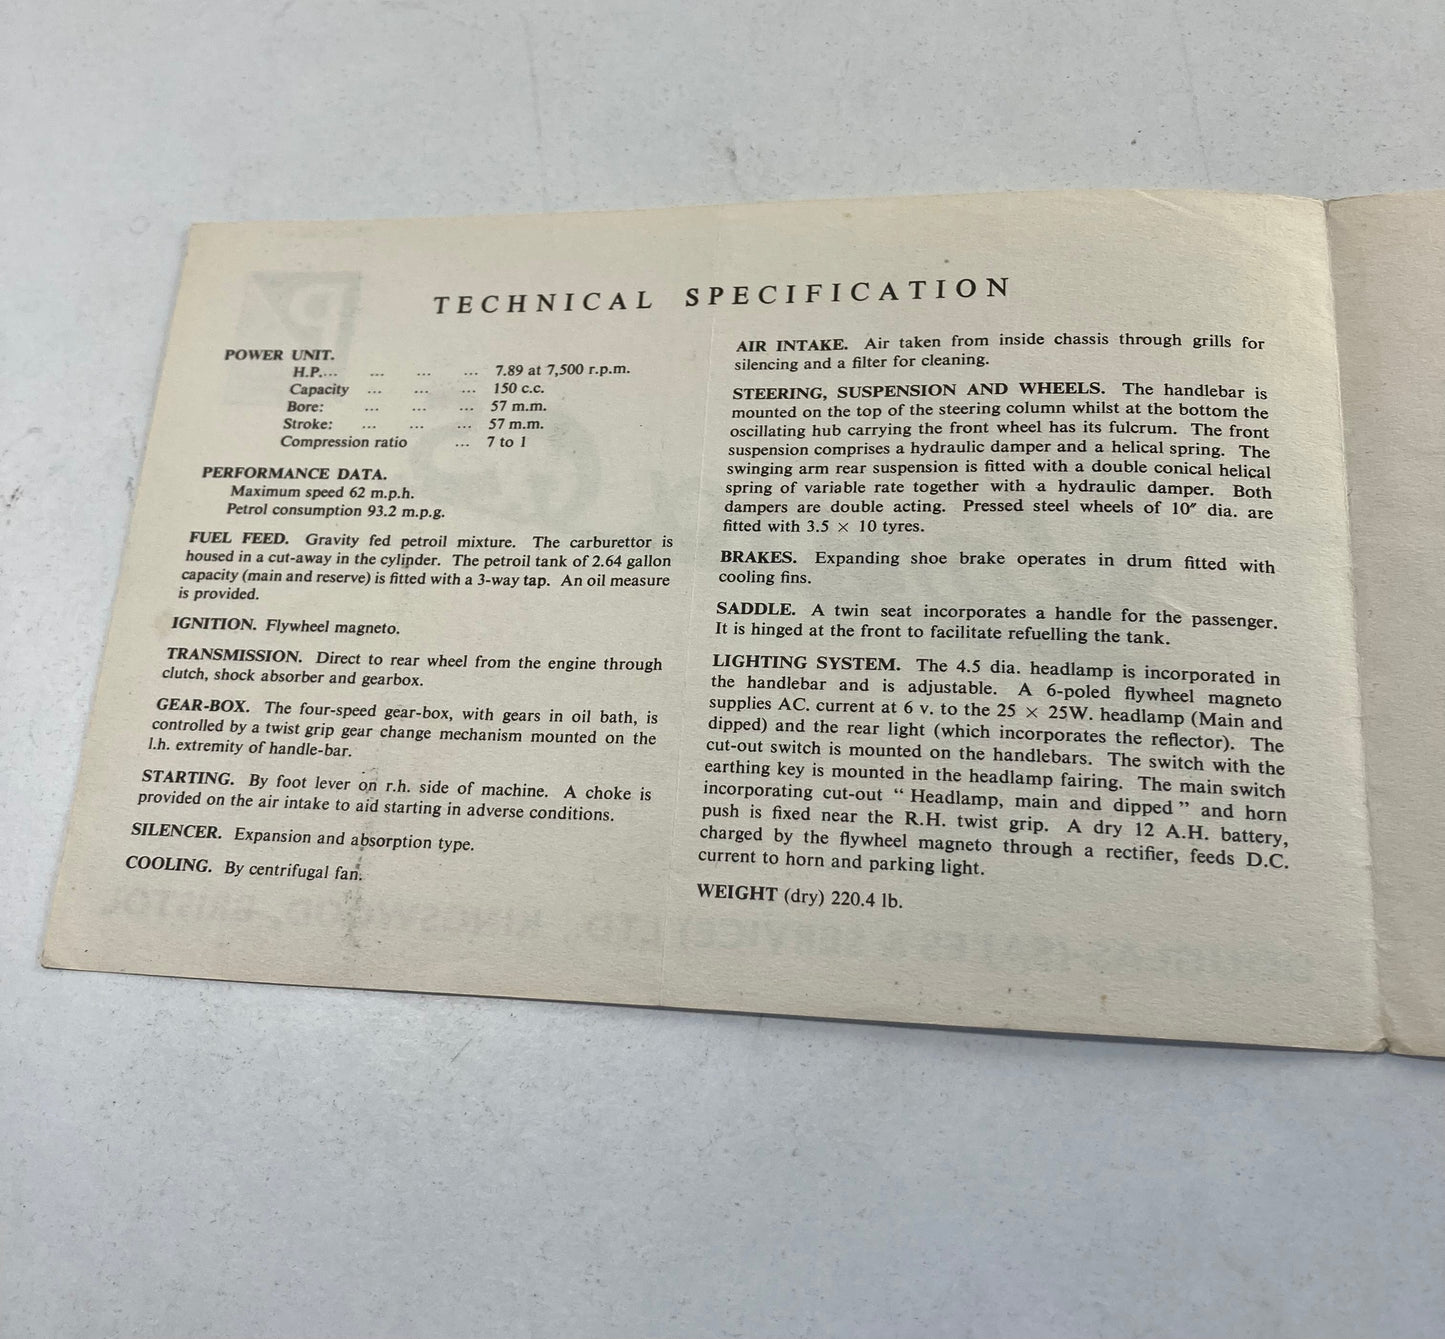 TECHNICAL SPECIFICATION
POWER UNIT.
H.P.... ... ... ... 7.89 at 7,500 r.p.m.
Capacity ... ... ... 150 c.c.
Bore: ... ... ... 57 m.m.
Stroke: ... ... ... 57 m.m.
Compression ratio ... 7 to 1
PERFORMANCE DATA.
Maximum speed 62 m.p.h.
Petrol consumption 93.2 m.p.g.
FUEL FEED. Gravity fed petroil mixture. The carburettor is
housed in a cut-away in the cylinder. The petroil tank of 2.64 gallon
capacity (main and reserve) is fitted with a 3-way tap. An oil measure
is provided.
IGNITION. Flywheel magneto.
TRANSMISSION. Direct to rear wheel from the engine through
clutch, shock absorber and gearbox.
GEAR-BOX. The four-speed gear-box, with gears in oil bath, is
controlled by a twist grip gear change mechanism mounted on the
l.h. extremity of handle-bar.
STARTING. By foot lever on r.h. side of machine. A choke is
provided on the air intake to aid starting in adverse conditions.
SILENCER. Expansion and absorption type.
COOLING. By centrifugal fan.
AIR INTAKE. Air taken from inside chassis through grills for
silencing and a filter for cleaning.
STEERING, SUSPENSION AND WHEELS. The handlebar is
mounted on the top of the steering column whilst at the bottom the
oscillating hub carrying the front wheel has its fulcrum. The front
suspension comprises a hydraulic damper and a helical spring. The
swinging arm rear suspension is fitted with a double conical helical
spring of variable rate together with a hydraulic damper. Both
dampers are double acting. Pressed steel wheels of 10″ dia. are
fitted with 3.5 × 10 tyres.
BRAKES. Expanding shoe brake operates in drum fitted with
cooling fins.
SADDLE. A twin seat incorporates a handle for the passenger.
It is hinged at the front to facilitate refuelling the tank.
LIGHTING SYSTEM. The 4.5 dia. headlamp is incorporated in
the handlebar and is adjustable. A 6-poled flywheel magneto
supplies AC. current at 6 v. to the 25 × 25W. headlamp (Main and
dipped) and the rear light (which incorporates the reflector). The
cut-out switch is mounted on the handlebars. The switch with the
earthing key is mounted in the headlamp fairing. The main switch
incorporating cut-out “ Headlamp, main and dipped ” and horn
push is fixed near the R.H. twist grip. A dry 12 A.H. battery,
charged by the flywheel magneto through a rectifier, feeds D.C.
current to horn and parking light.
WEIGHT (dry) 220.4 lb.